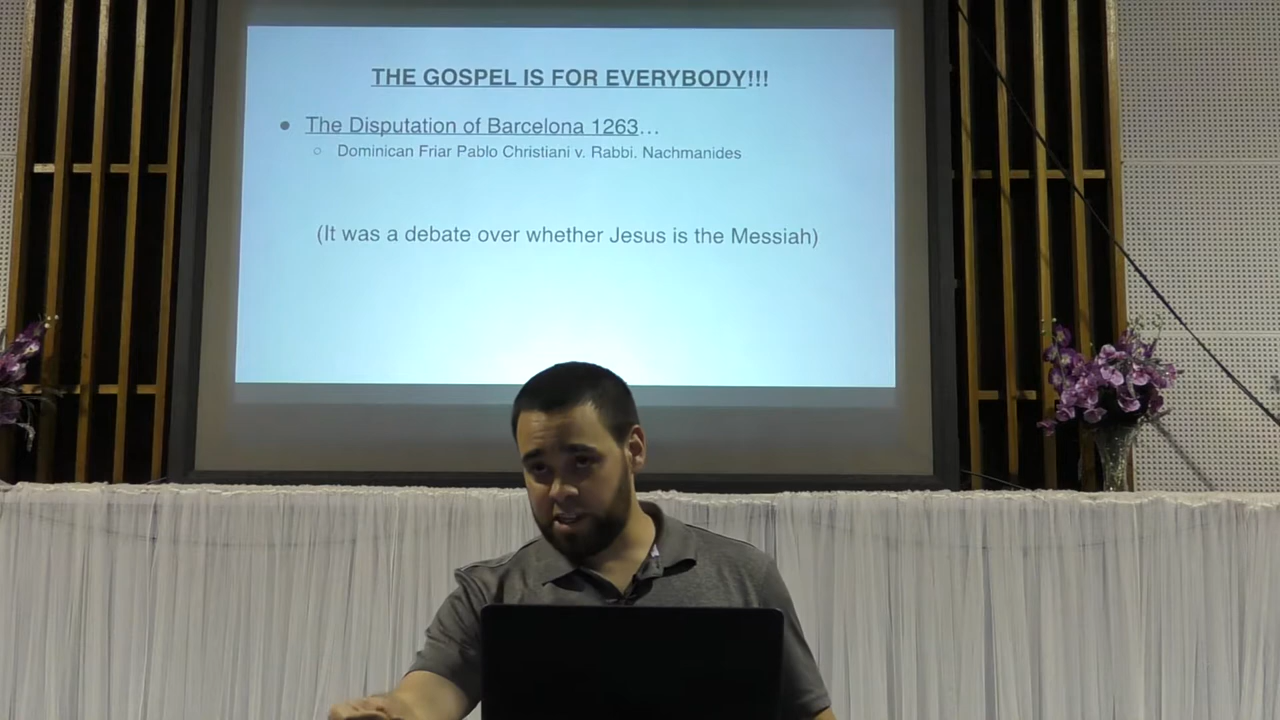 THE GOSPEL IS FOR EVERYBODY!!!
● The Disputation of Barcelona 1263…
○ Dominican Friar Pablo Christiani v. Rabbi. Nachmanides
(It was a debate over whether Jesus is the Messiah)